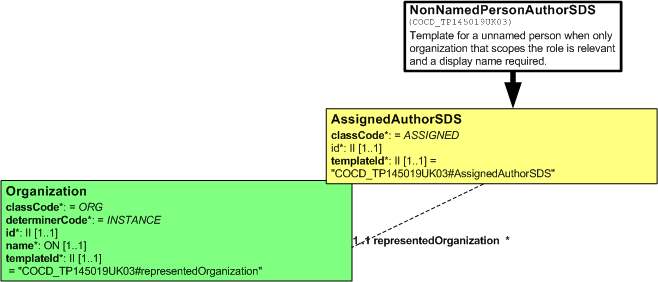 NonNamedPersonAuthorSDS
(COCD_TP145019UK03)
Template for a unnamed person when only
organization that scopes the role is relevant
and a display name required.
AssignedAuthorSDS
classCode*: = ASSIGNED
id*: II [1..1]
templateId*: II [1..1] =
"COCD_TP145019UK03#AssignedAuthorSDS"
Organization
classCode*: = ORG
determinerCode*: = INSTANCE
id*: II [1..1]
name*: ON [1..1]
templateId*: II [1..1]
= "COCD_TP145019UK03#representedOrganization"
1..1 representedOrganization *